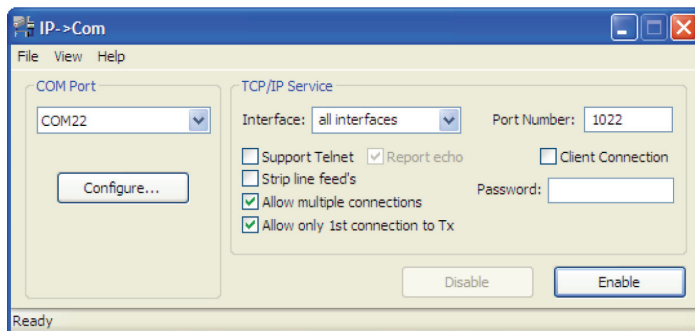 IP->Com
File View Help
COM Port
COM22
Configure...
TCP/IP Service
Interface: all interfaces Port Number: 1022
Support Telnet Report echo Client Connection
Strip line feed's
Password:
Allow multiple connections
Allow only 1st connection to Tx
Disable Enable
Ready